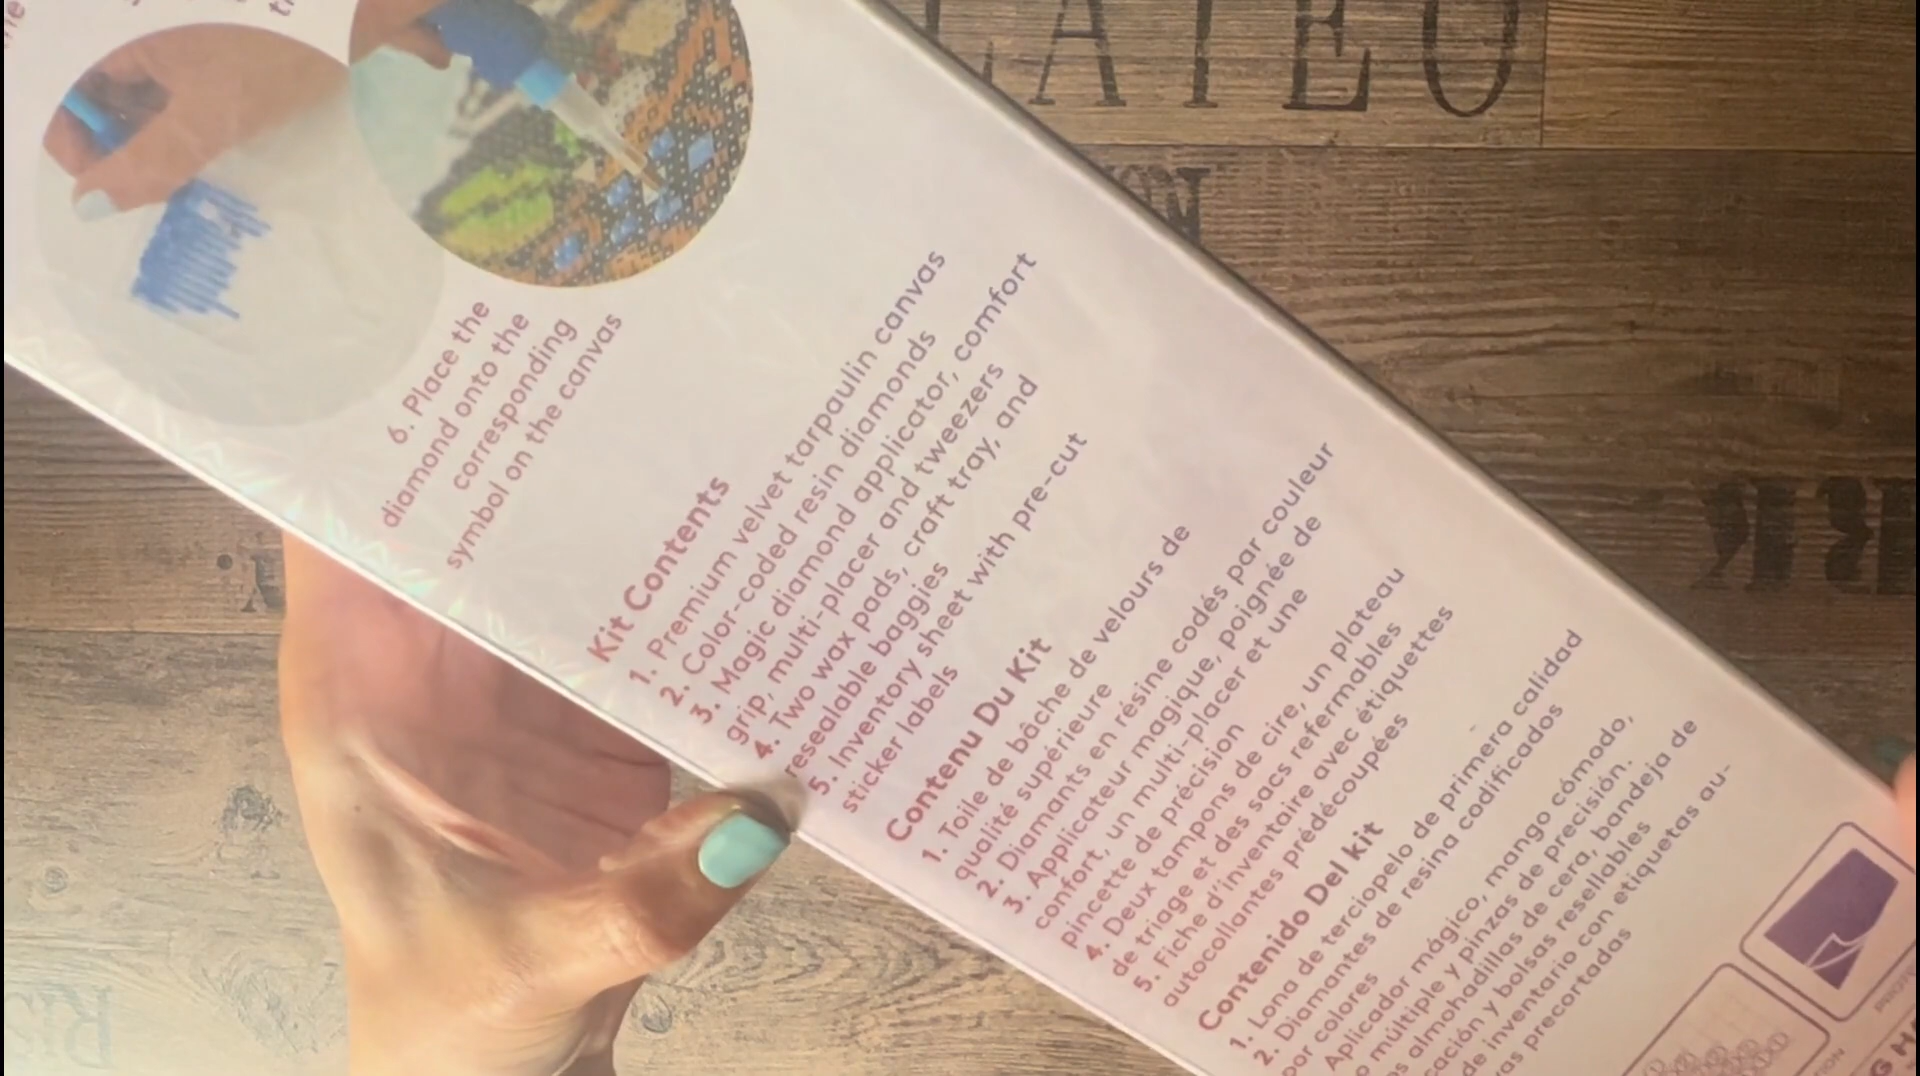 6. Place the
diamond onto the
corresponding
symbol on the canvas
Kit Contents
1. Premium velvet tarpaulin canvas
2. Color-coded resin diamonds
3. Magic diamond applicator, comfort
grip, multi-placer and tweezers
4. Two wax pads, craft tray, and
resealable baggies
5. Inventory sheet with pre-cut
sticker labels
Contenu Du Kit
1. Toile de bâche de velours de
qualité supérieure
2. Diamants en résine codés par couleur
3. Applicateur magique, poignée de
confort, un multi-placer et une
pincette de précision
4. Deux tampons de cire, un plateau
de triage et des sacs refermables
5. Fiche d'inventaire avec étiquettes
autocollantes prédécoupées
Contenido Del kit
1. Lona de terciopelo de primera calidad
2. Diamantes de resina codificados
por colores
Aplicador mágico, mango cómodo,
múltiple y pinzas de precisión.
almohadillas de cera, bandeja de
y bolsas resellables
de inventario con etiquetas au-
precortadas
LATEO